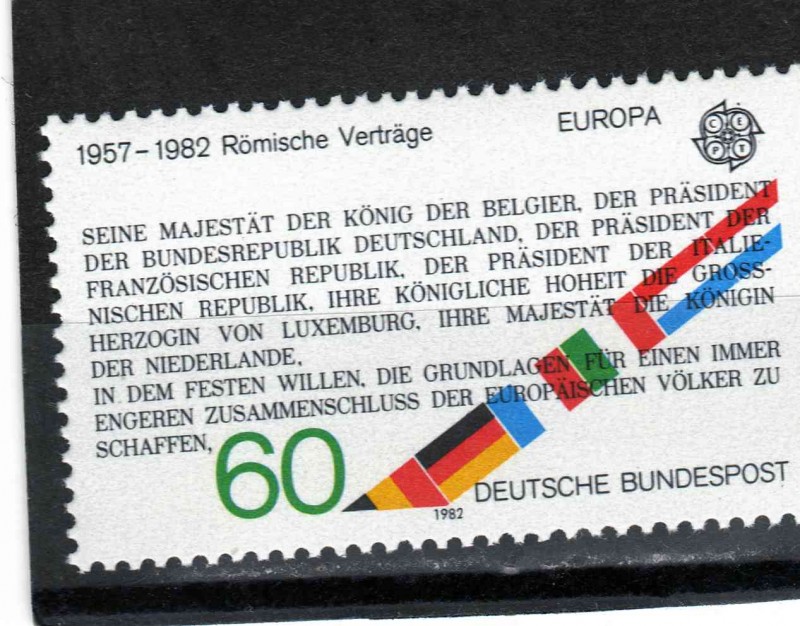 1957–1982 Römische Verträge
EUROPA
CEPT
SEINE MAJESTÄT DER KÖNIG DER BELGIER, DER PRÄSIDENT
DER BUNDESREPUBLIK DEUTSCHLAND, DER PRÄSIDENT DER
FRANZÖSISCHEN REPUBLIK, DER PRÄSIDENT DER ITALIE-
NISCHEN REPUBLIK, IHRE KÖNIGLICHE HOHEIT DIE GROSS-
HERZOGIN VON LUXEMBURG, IHRE MAJESTÄT DIE KÖNIGIN
DER NIEDERLANDE,
IN DEM FESTEN WILLEN, DIE GRUNDLAGEN FÜR EINEN IMMER
ENGEREN ZUSAMMENSCHLUSS DER EUROPÄISCHEN VÖLKER ZU
SCHAFFEN,
60
DEUTSCHE BUNDESPOST
1982